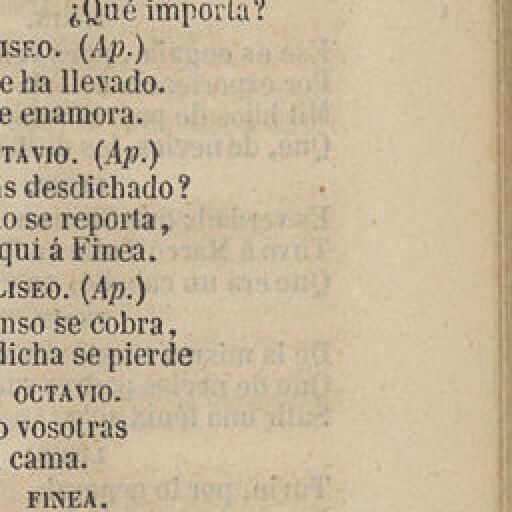 ¿Qué importa?
ISEO. (Ap.)
e ha llevado.
e enamora.
TAVIO. (Ap.)
s desdichado?
o se reporta,
qui á Finea.
LISEO. (Ap.)
nso se cobra,
dicha se pierde
OCTAVIO.
o vosotras
cama.
FINEA.